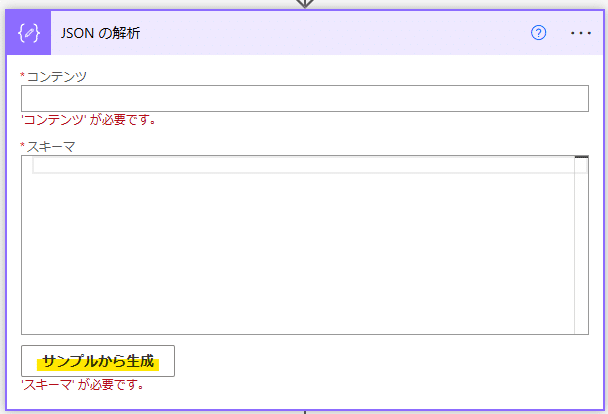 JSON の解析
*コンテンツ
'コンテンツ' が必要です。
*スキーマ
サンプルから生成
'スキーマ' が必要です。